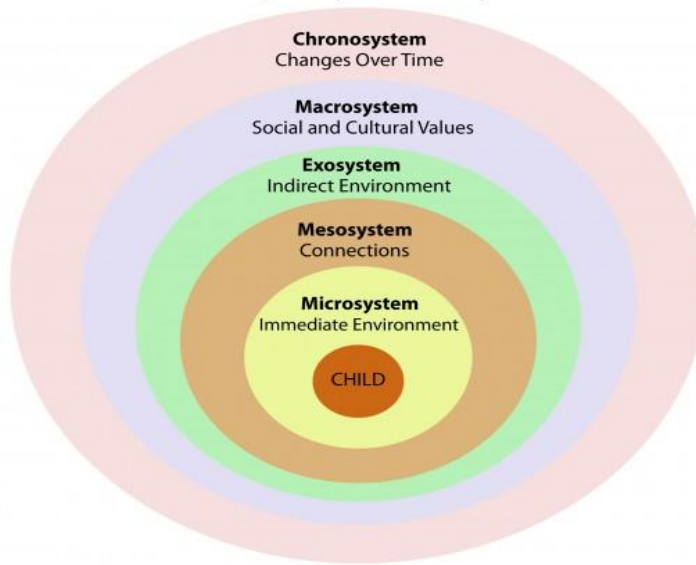 Chronosystem
Changes Over Time
Macrosystem
Social and Cultural Values
Exosystem
Indirect Environment
Mesosystem
Connections
Microsystem
Immediate Environment
CHILD